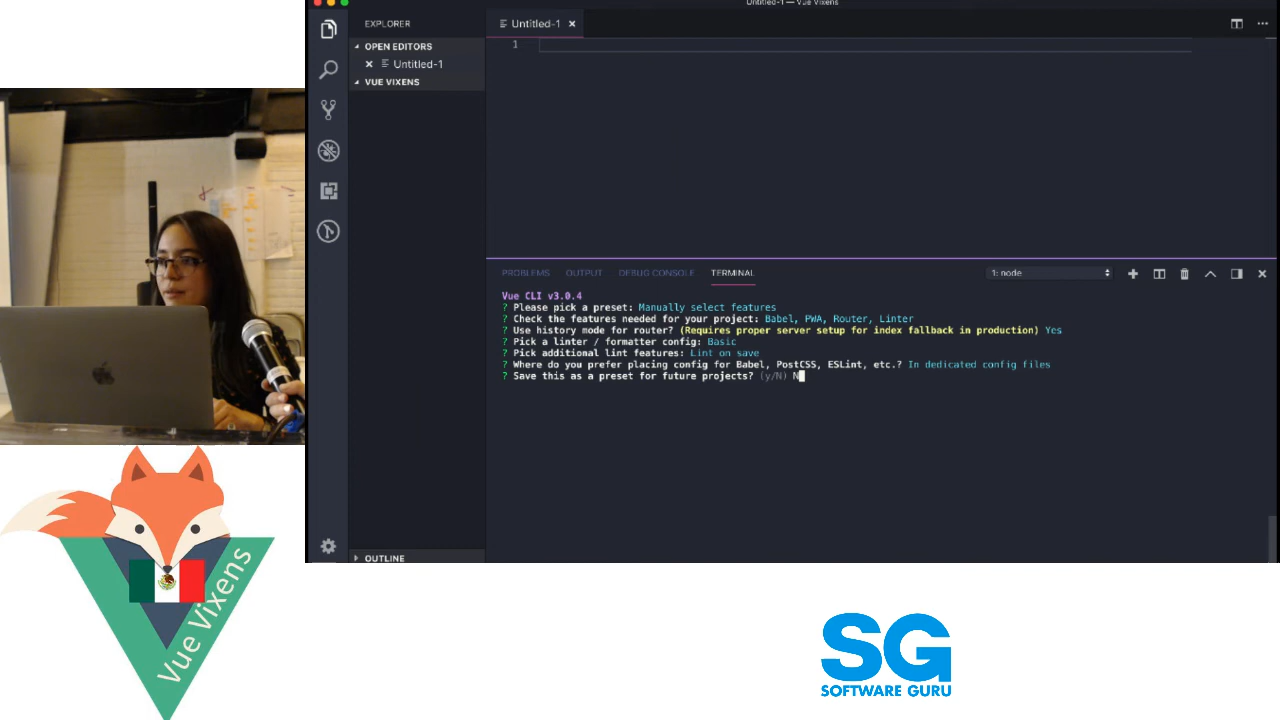 Untitled-1 — Vue Vixens
EXPLORER
OPEN EDITORS
Untitled-1
VUE VIXENS
OUTLINE
Untitled-1
1
PROBLEMS OUTPUT DEBUG CONSOLE TERMINAL 1: node
Vue CLI v3.0.4
? Please pick a preset: Manually select features
? Check the features needed for your project: Babel, PWA, Router, Linter
? Use history mode for router? (Requires proper server setup for index fallback in production) Yes
? Pick a linter / formatter config: Basic
? Pick additional lint features: Lint on save
? Where do you prefer placing config for Babel, PostCSS, ESLint, etc.? In dedicated config files
? Save this as a preset for future projects? (y/N) N
Vue Vixens
SG
SOFTWARE GURU